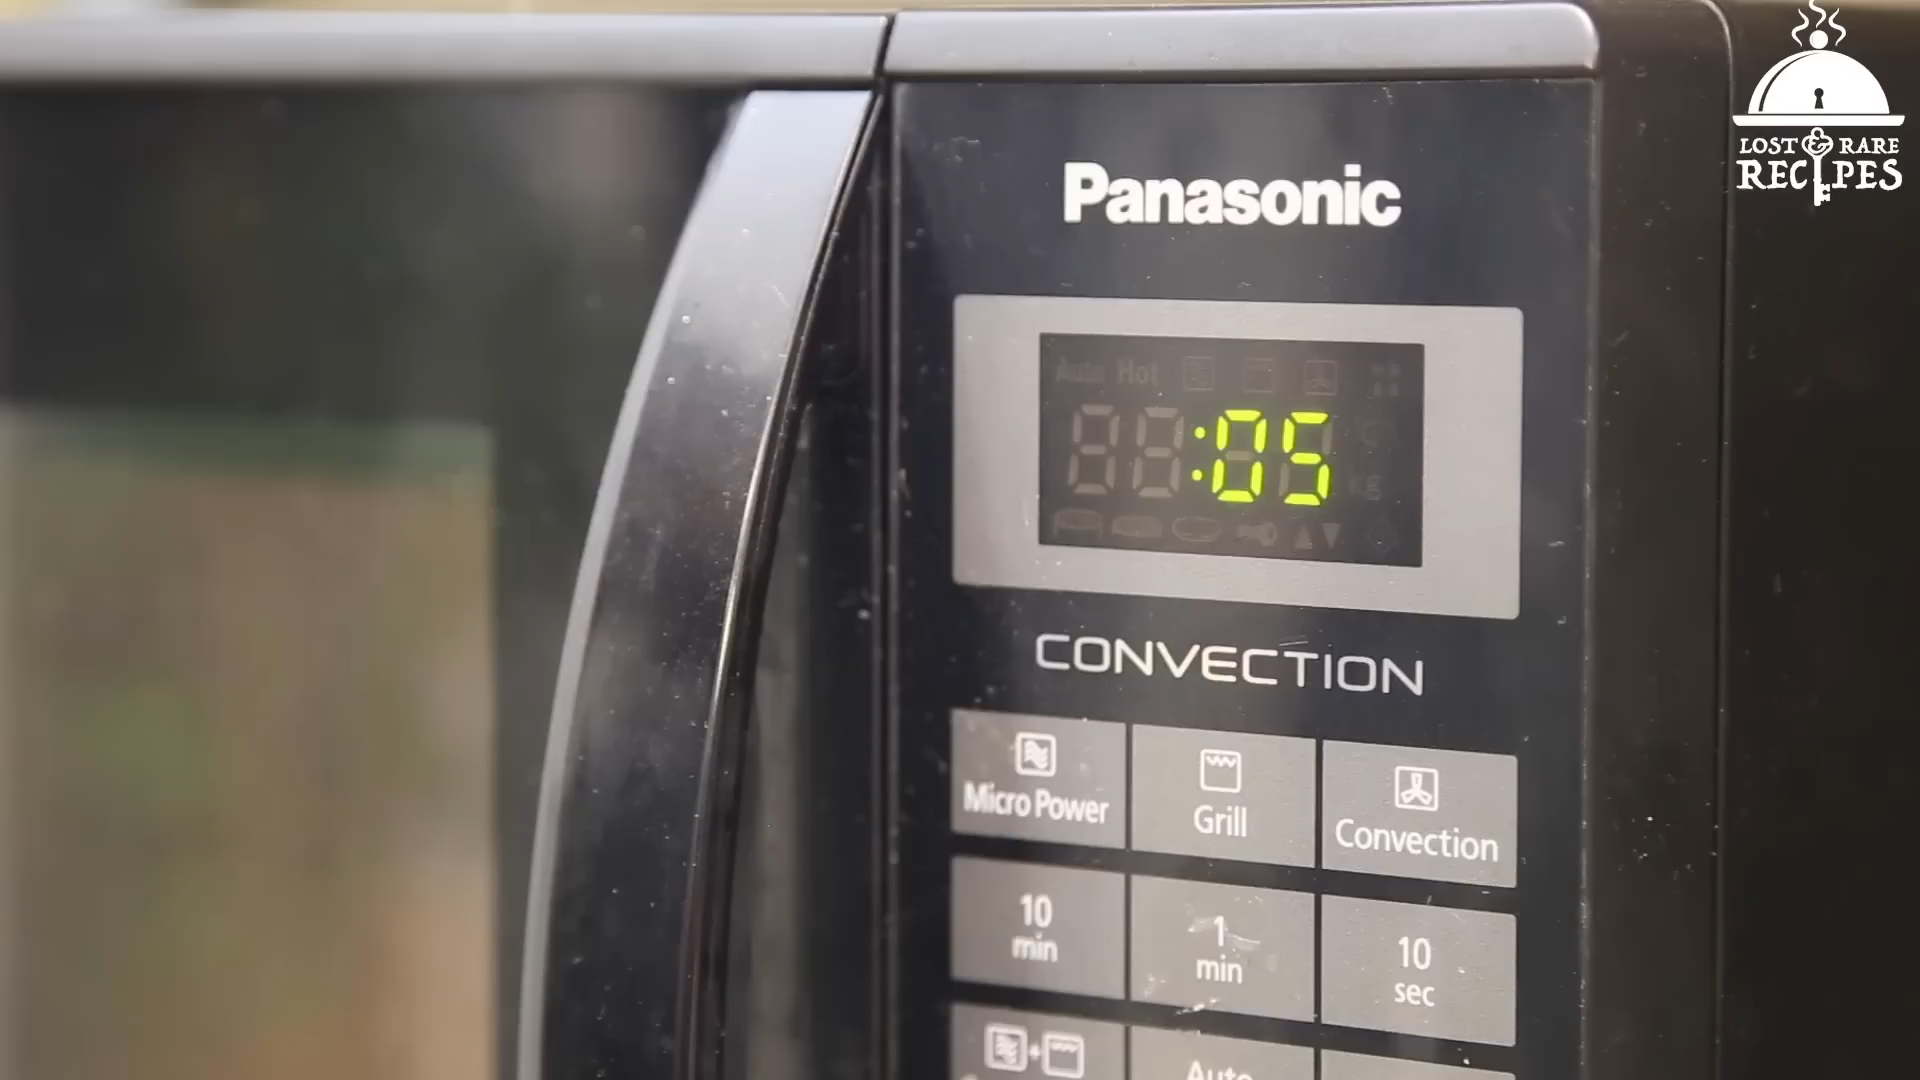 LOST & RARE
RECIPES
Panasonic
Auto Hot
:05
CONVECTION
Micro Power
Grill
Convection
10
min
1
min
10
sec
+
Auto